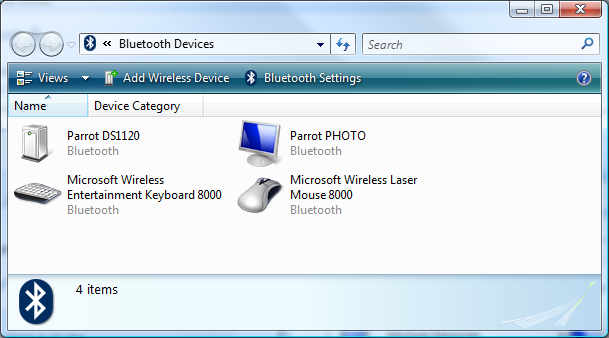 « Bluetooth Devices
Search
Views
Add Wireless Device
Bluetooth Settings
Name
Device Category
Parrot DS1120
Bluetooth
Parrot PHOTO
Bluetooth
Microsoft Wireless
Entertainment Keyboard 8000
Bluetooth
Microsoft Wireless Laser
Mouse 8000
Bluetooth
4 items